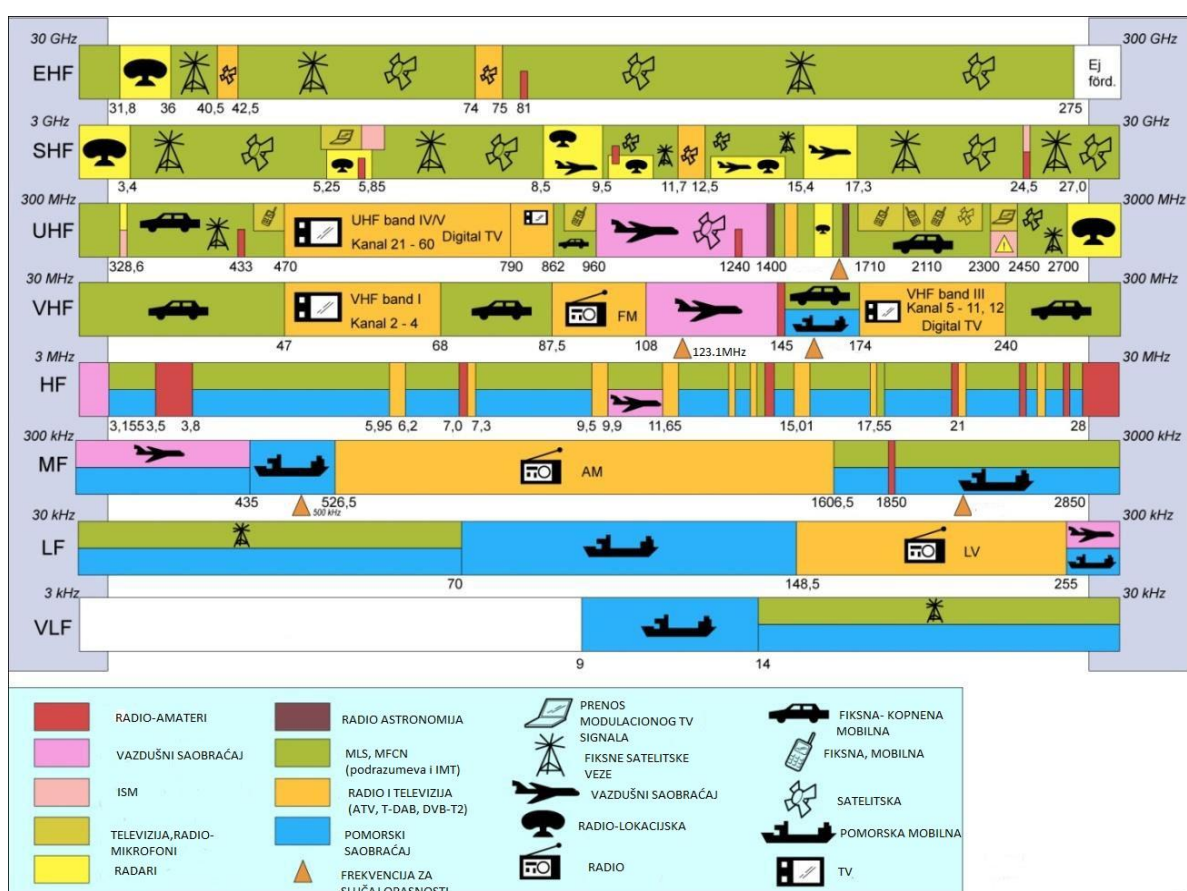 30 GHz
300 GHz
EHF
Ej
förd.
31,8 36 40,5 42,5 74 75 81 275
3 GHz
30 GHz
SHF
3,4 5,25 5,85 8,5 9,5 11,7 12,5 15,4 17,3 24,5 27,0
300 MHz
3000 MHz
UHF
UHF band IV/V
Kanal 21 - 60
Digital TV
328,6 433 470 790 862 960 1240 1400 1710 2110 2300 2450 2700
30 MHz
300 MHz
VHF
VHF band I
Kanal 2 - 4
FM
VHF band III
Kanal 5 - 11, 12
Digital TV
47 68 87,5 108 145 174 240
123.1MHz
3 MHz
30 MHz
HF
3,155 3,5 3,8 5,95 6,2 7,0 7,3 9,5 9,9 11,65 15,01 17,55 21 28
300 kHz
3000 kHz
MF
AM
435 526,5 1606,5 1850 2850
500 kHz
30 kHz
300 kHz
LF
LV
70 148,5 255
3 kHz
30 kHz
VLF
9 14
RADIO-AMATERI
VAZDUŠNI SAOBRAĆAJ
ISM
TELEVIZIJA,RADIO-
MIKROFONI
RADARI
RADIO ASTRONOMIJA
MLS, MFCN
(podrazumeva i IMT)
RADIO I TELEVIZIJA
(ATV, T-DAB, DVB-T2)
POMORSKI
SAOBRAĆAJ
FREKVENCIJA ZA
SLUČAJ OPASNOSTI
PRENOS
MODULACIONOG TV
SIGNALA
FIKSNE SATELITSKE
VEZE
VAZDUŠNI SAOBRAĆAJ
RADIO-LOKACIJSKA
RADIO
FIKSNA- KOPNENA
MOBILNA
FIKSNA, MOBILNA
SATELITSKA
POMORSKA MOBILNA
TV